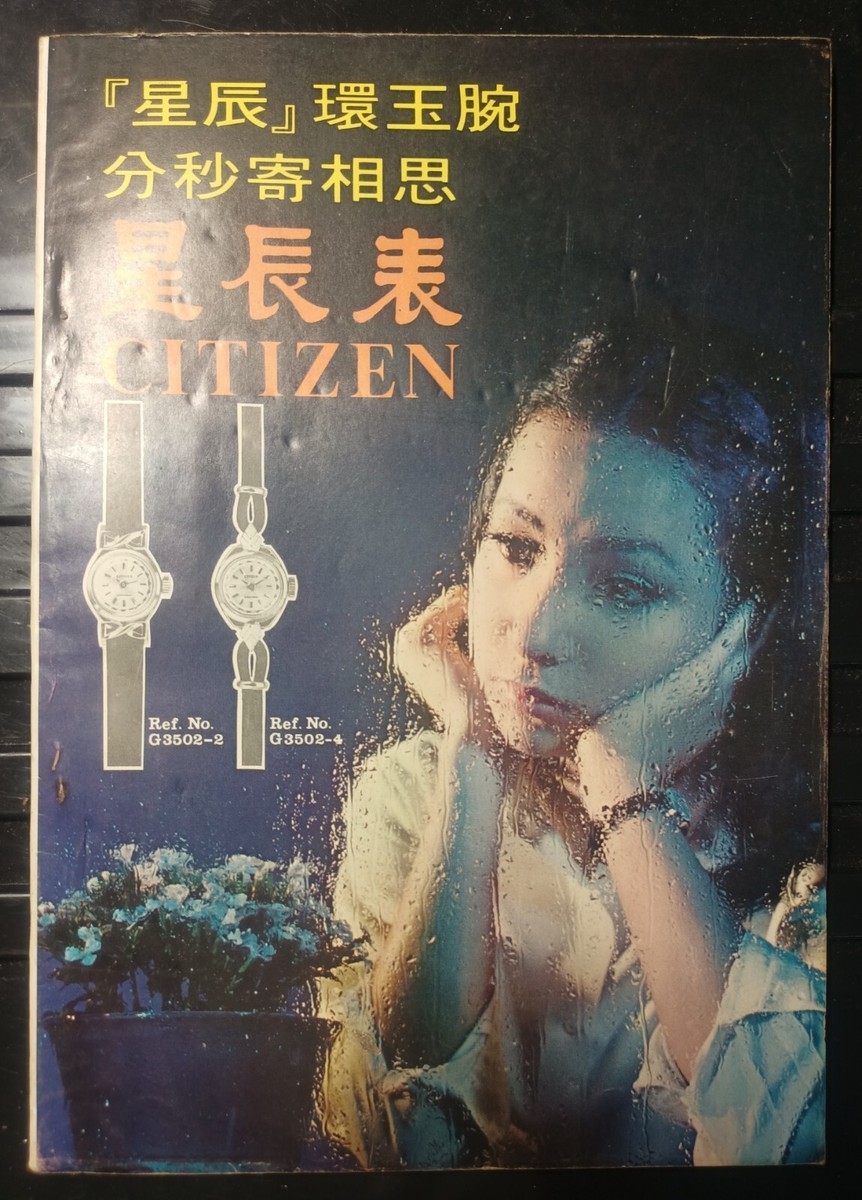 『星辰』環玉腕
分秒寄相思
星辰表
CITIZEN
Ref. No.
G3502-2
Ref. No.
G3502-4